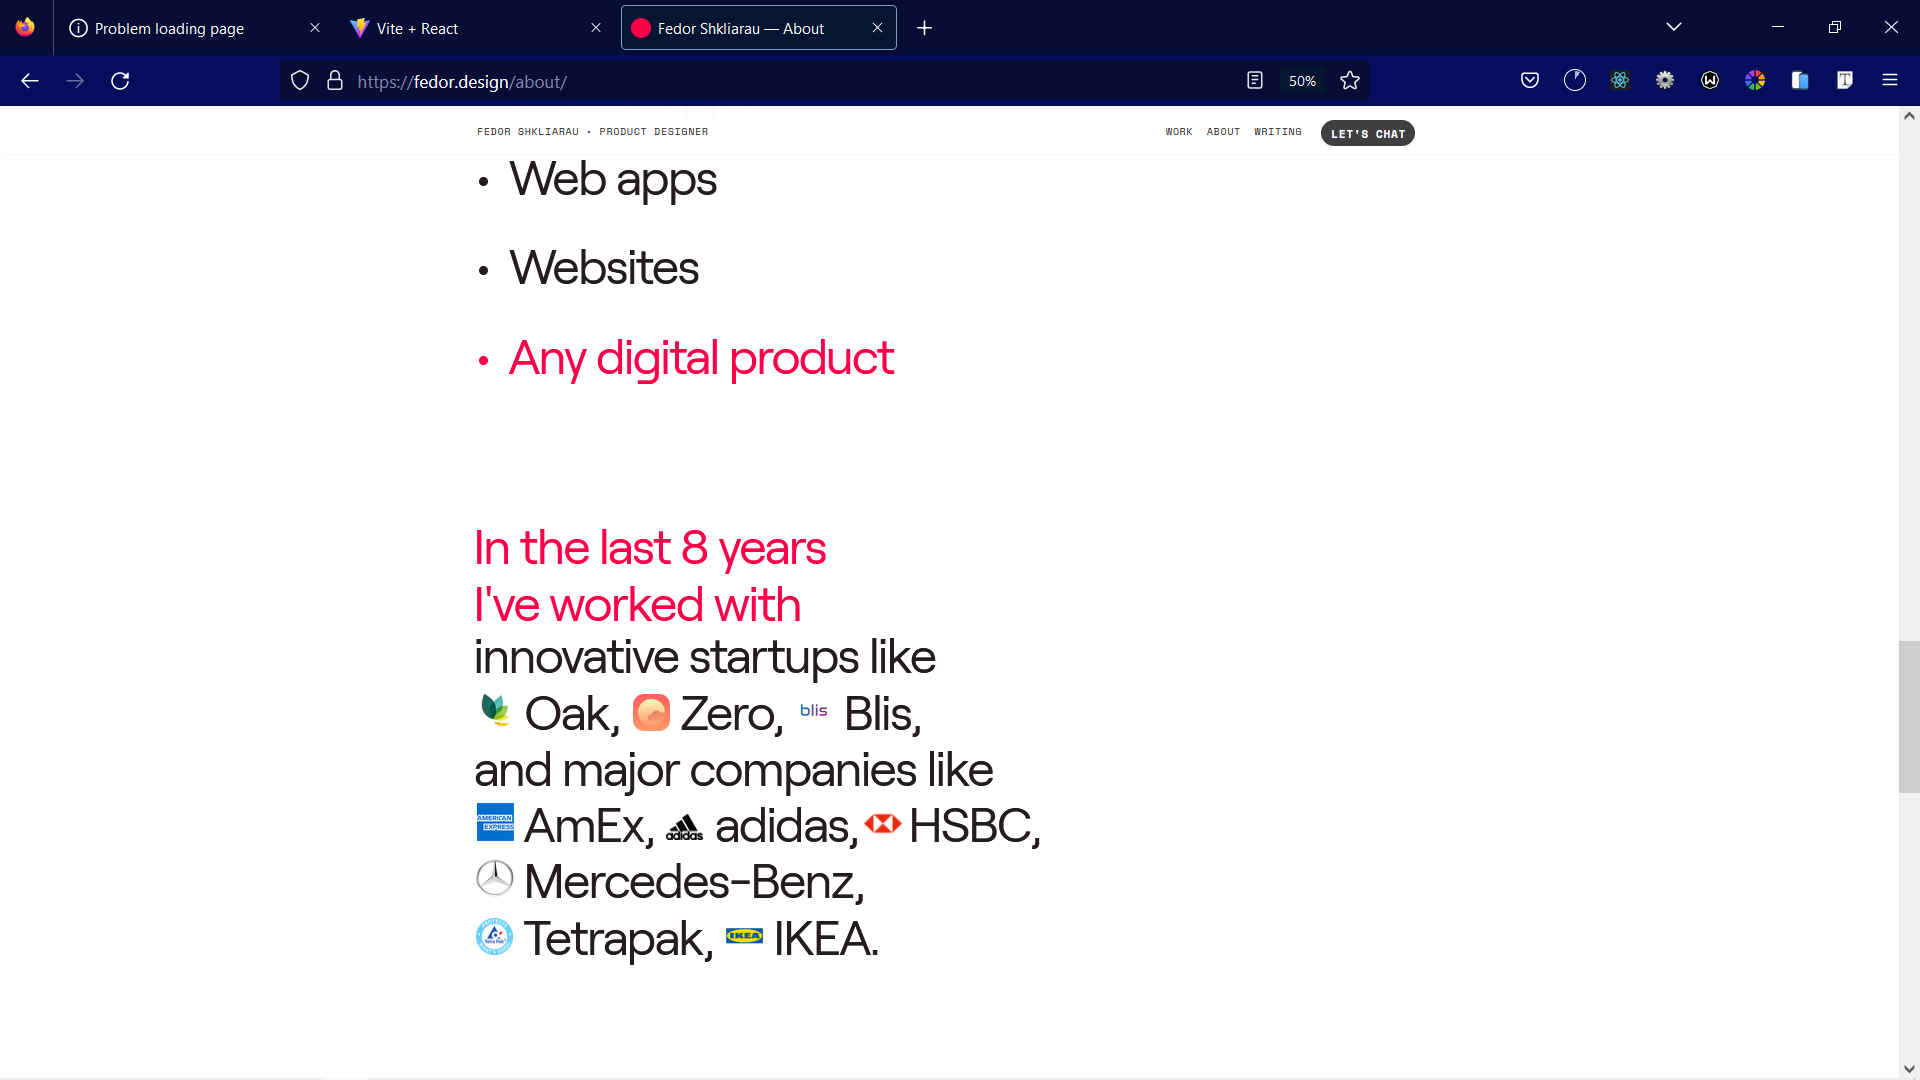 Problem loading page
Vite + React
Fedor Shkliarau — About
https://fedor.design/about/
50%
FEDOR SHKLIARAU • PRODUCT DESIGNER
WORK ABOUT WRITING LET'S CHAT
• Web apps
• Websites
• Any digital product
In the last 8 years
I've worked with
innovative startups like
Oak, Zero, blis Blis,
and major companies like
AMERICAN EXPRESS AmEx, adidas adidas, HSBC,
Mercedes-Benz,
Tetra Pak Tetrapak, IKEA IKEA.